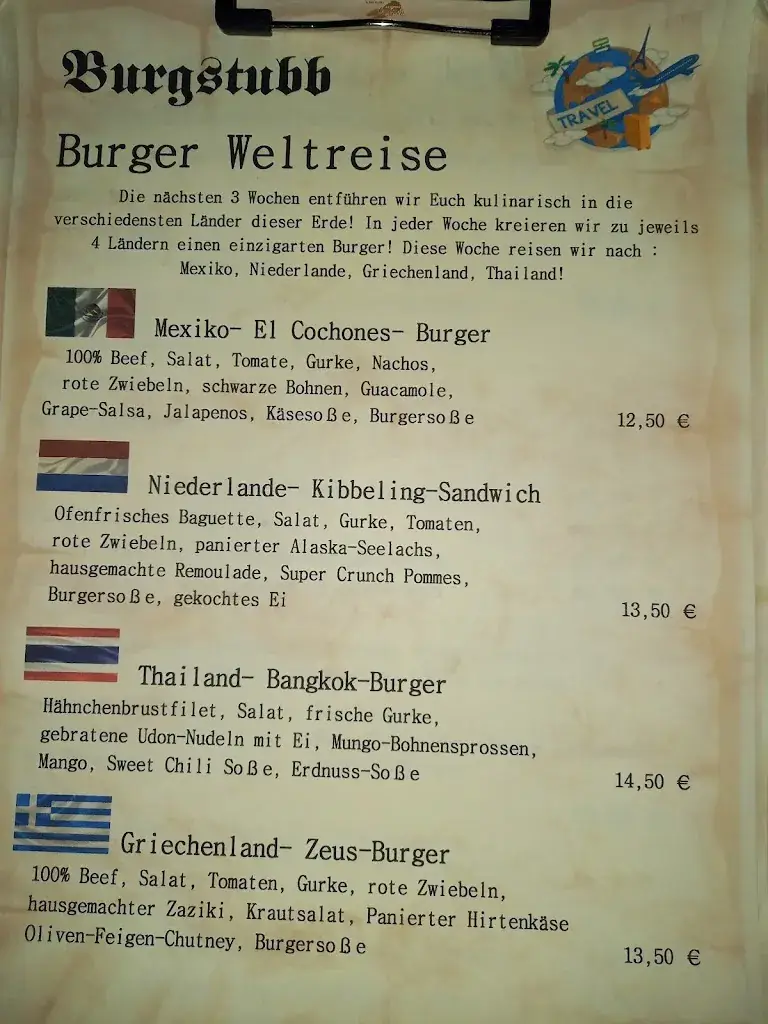 Burgstubb
TRAVEL
Burger Weltreise
Die nächsten 3 Wochen entführen wir Euch kulinarisch in die
verschiedensten Länder dieser Erde! In jeder Woche kreieren wir zu jeweils
4 Ländern einen einzigarten Burger! Diese Woche reisen wir nach :
Mexiko, Niederlande, Griechenland, Thailand!
Mexiko- El Cochones- Burger
100% Beef, Salat, Tomate, Gurke, Nachos,
rote Zwiebeln, schwarze Bohnen, Guacamole,
Grape-Salsa, Jalapenos, Käsesoße, Burgersoße 12,50 €
Niederlande- Kibbeling-Sandwich
Ofenfrisches Baguette, Salat, Gurke, Tomaten,
rote Zwiebeln, panierter Alaska-Seelachs,
hausgemachte Remoulade, Super Crunch Pommes,
Burgersoße, gekochtes Ei 13,50 €
Thailand- Bangkok-Burger
Hähnchenbrustfilet, Salat, frische Gurke,
gebratene Udon-Nudeln mit Ei, Mungo-Bohnensprossen,
Mango, Sweet Chili Soße, Erdnuss-Soße 14,50 €
Griechenland- Zeus-Burger
100% Beef, Salat, Tomaten, Gurke, rote Zwiebeln,
hausgemachter Zaziki, Krautsalat, Panierter Hirtenkäse
Oliven-Feigen-Chutney, Burgersoße 13,50 €